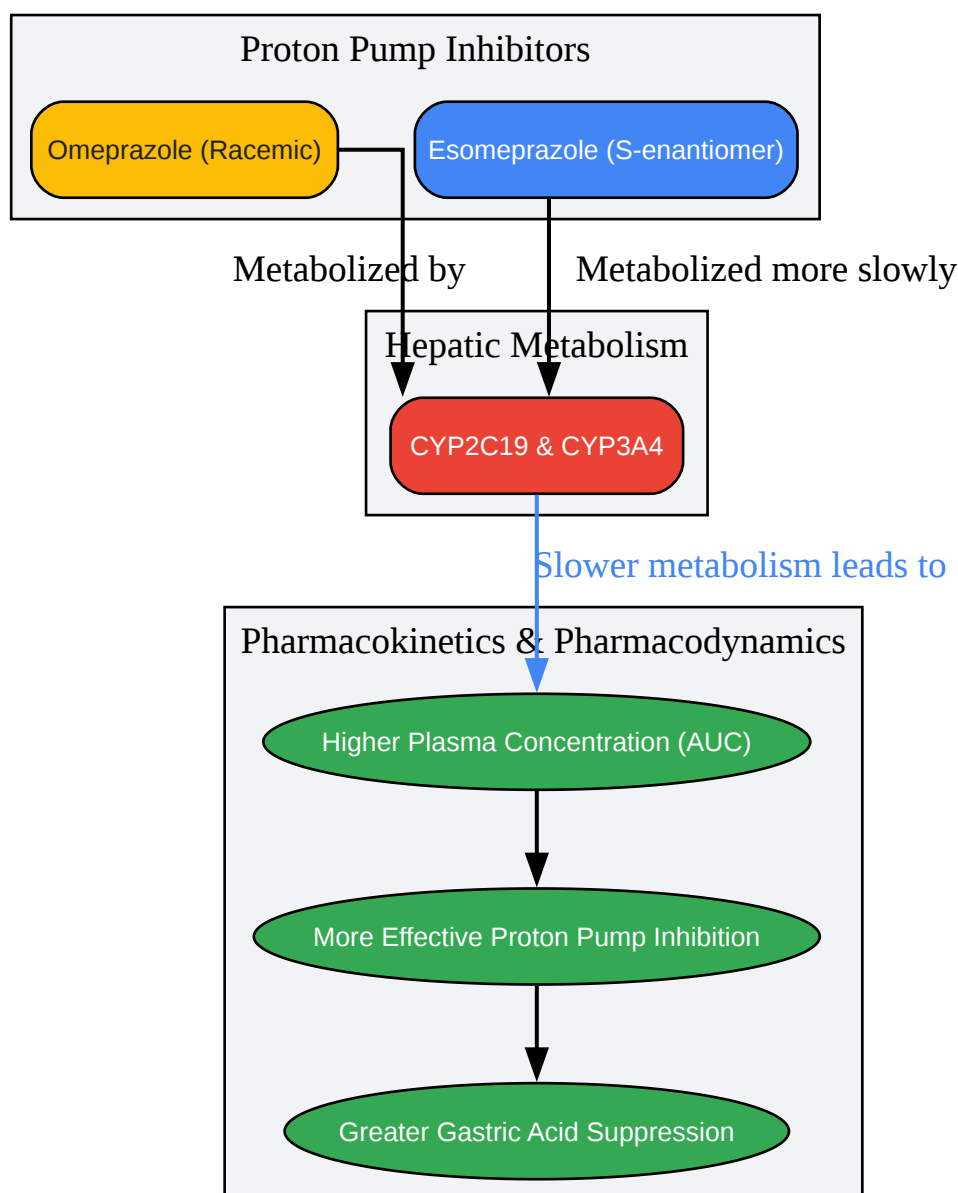 Proton Pump Inhibitors
Omeprazole (Racemic)
Esomeprazole (S-enantiomer)
Metabolized by
Metabolized more slowly
Hepatic Metabolism
CYP2C19 & CYP3A4
Slower metabolism leads to
Pharmacokinetics & Pharmacodynamics
Higher Plasma Concentration (AUC)
More Effective Proton Pump Inhibition
Greater Gastric Acid Suppression